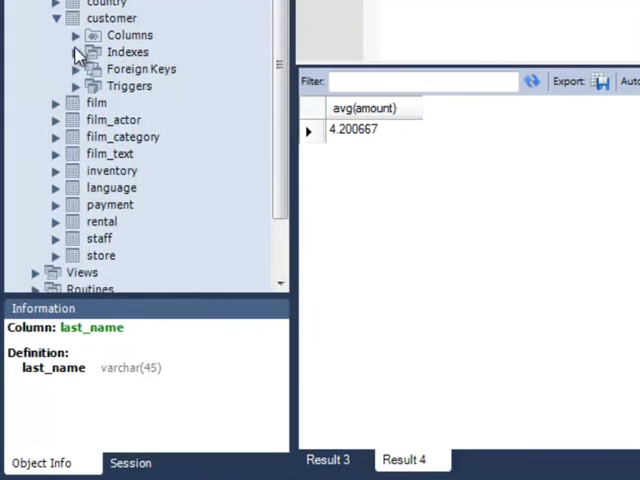 country
customer
Columns
Indexes
Foreign Keys
Triggers
film
film_actor
film_category
film_text
inventory
language
payment
rental
staff
store
Views
Routines
Information
Column: last_name
Definition:
last_name varchar(45)
Object Info Session
Filter: Export: Auto
avg(amount)
4.200667
Result 3 Result 4